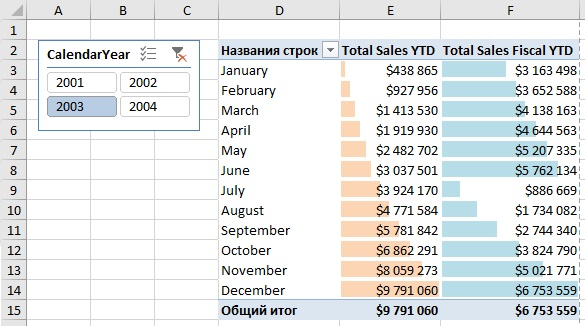 A B C D E F
1
2 CalendarYear Названия строк Total Sales YTD Total Sales Fiscal YTD
3 2001 2002 January $438 865 $3 163 498
4 February $927 956 $3 652 588
5 2003 2004 March $1 413 530 $4 138 163
6 April $1 919 930 $4 644 563
7 May $2 482 702 $5 207 335
8 June $3 037 501 $5 762 134
9 July $3 924 170 $886 669
10 August $4 771 584 $1 734 082
11 September $5 781 842 $2 744 340
12 October $6 862 291 $3 824 790
13 November $8 059 273 $5 021 771
14 December $9 791 060 $6 753 559
15 Общий итог $9 791 060 $6 753 559